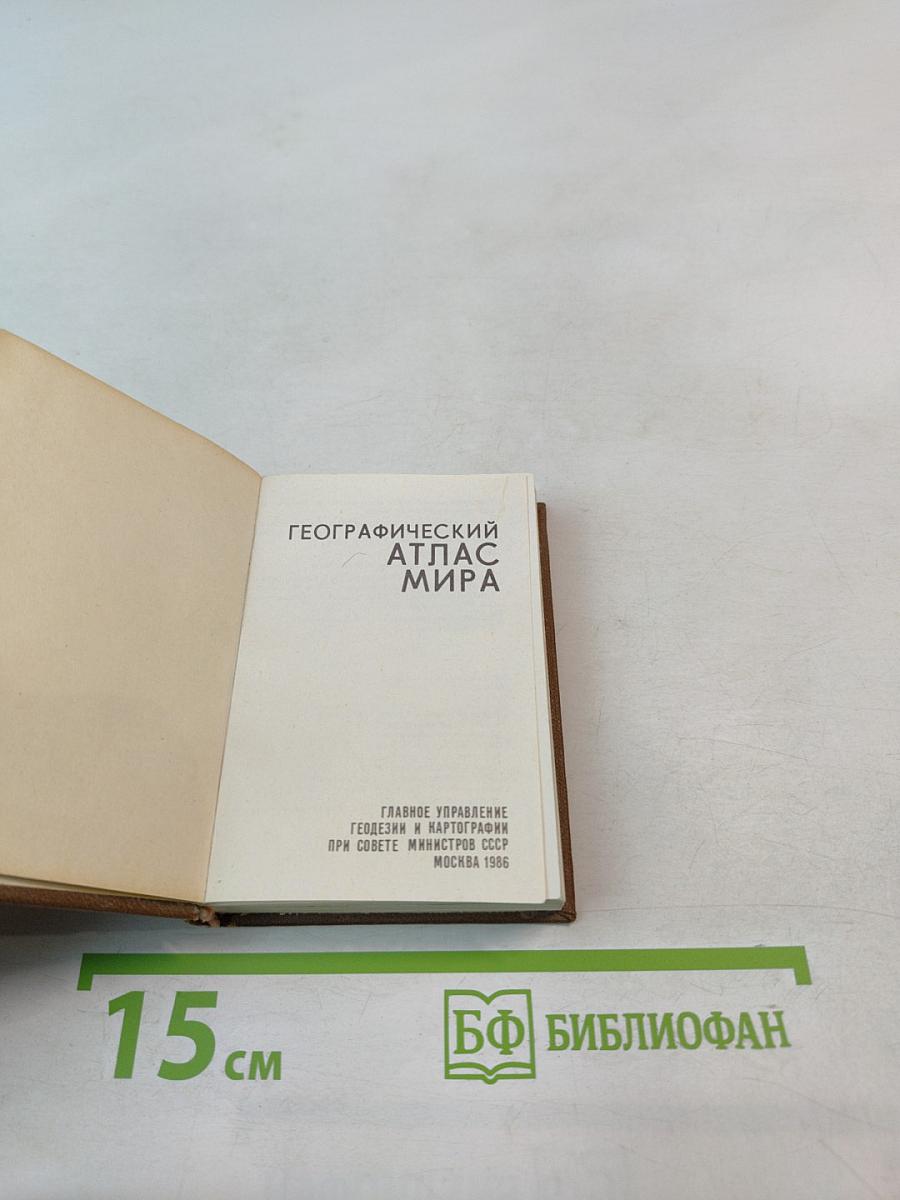 ГЕОГРАФИЧЕСКИЙ
АТЛАС
МИРА
ГЛАВНОЕ УПРАВЛЕНИЕ
ГЕОДЕЗИИ И КАРТОГРАФИИ
ПРИ СОВЕТЕ МИНИСТРОВ СССР
МОСКВА 1986
15 см
БФ БИБЛИОФАН